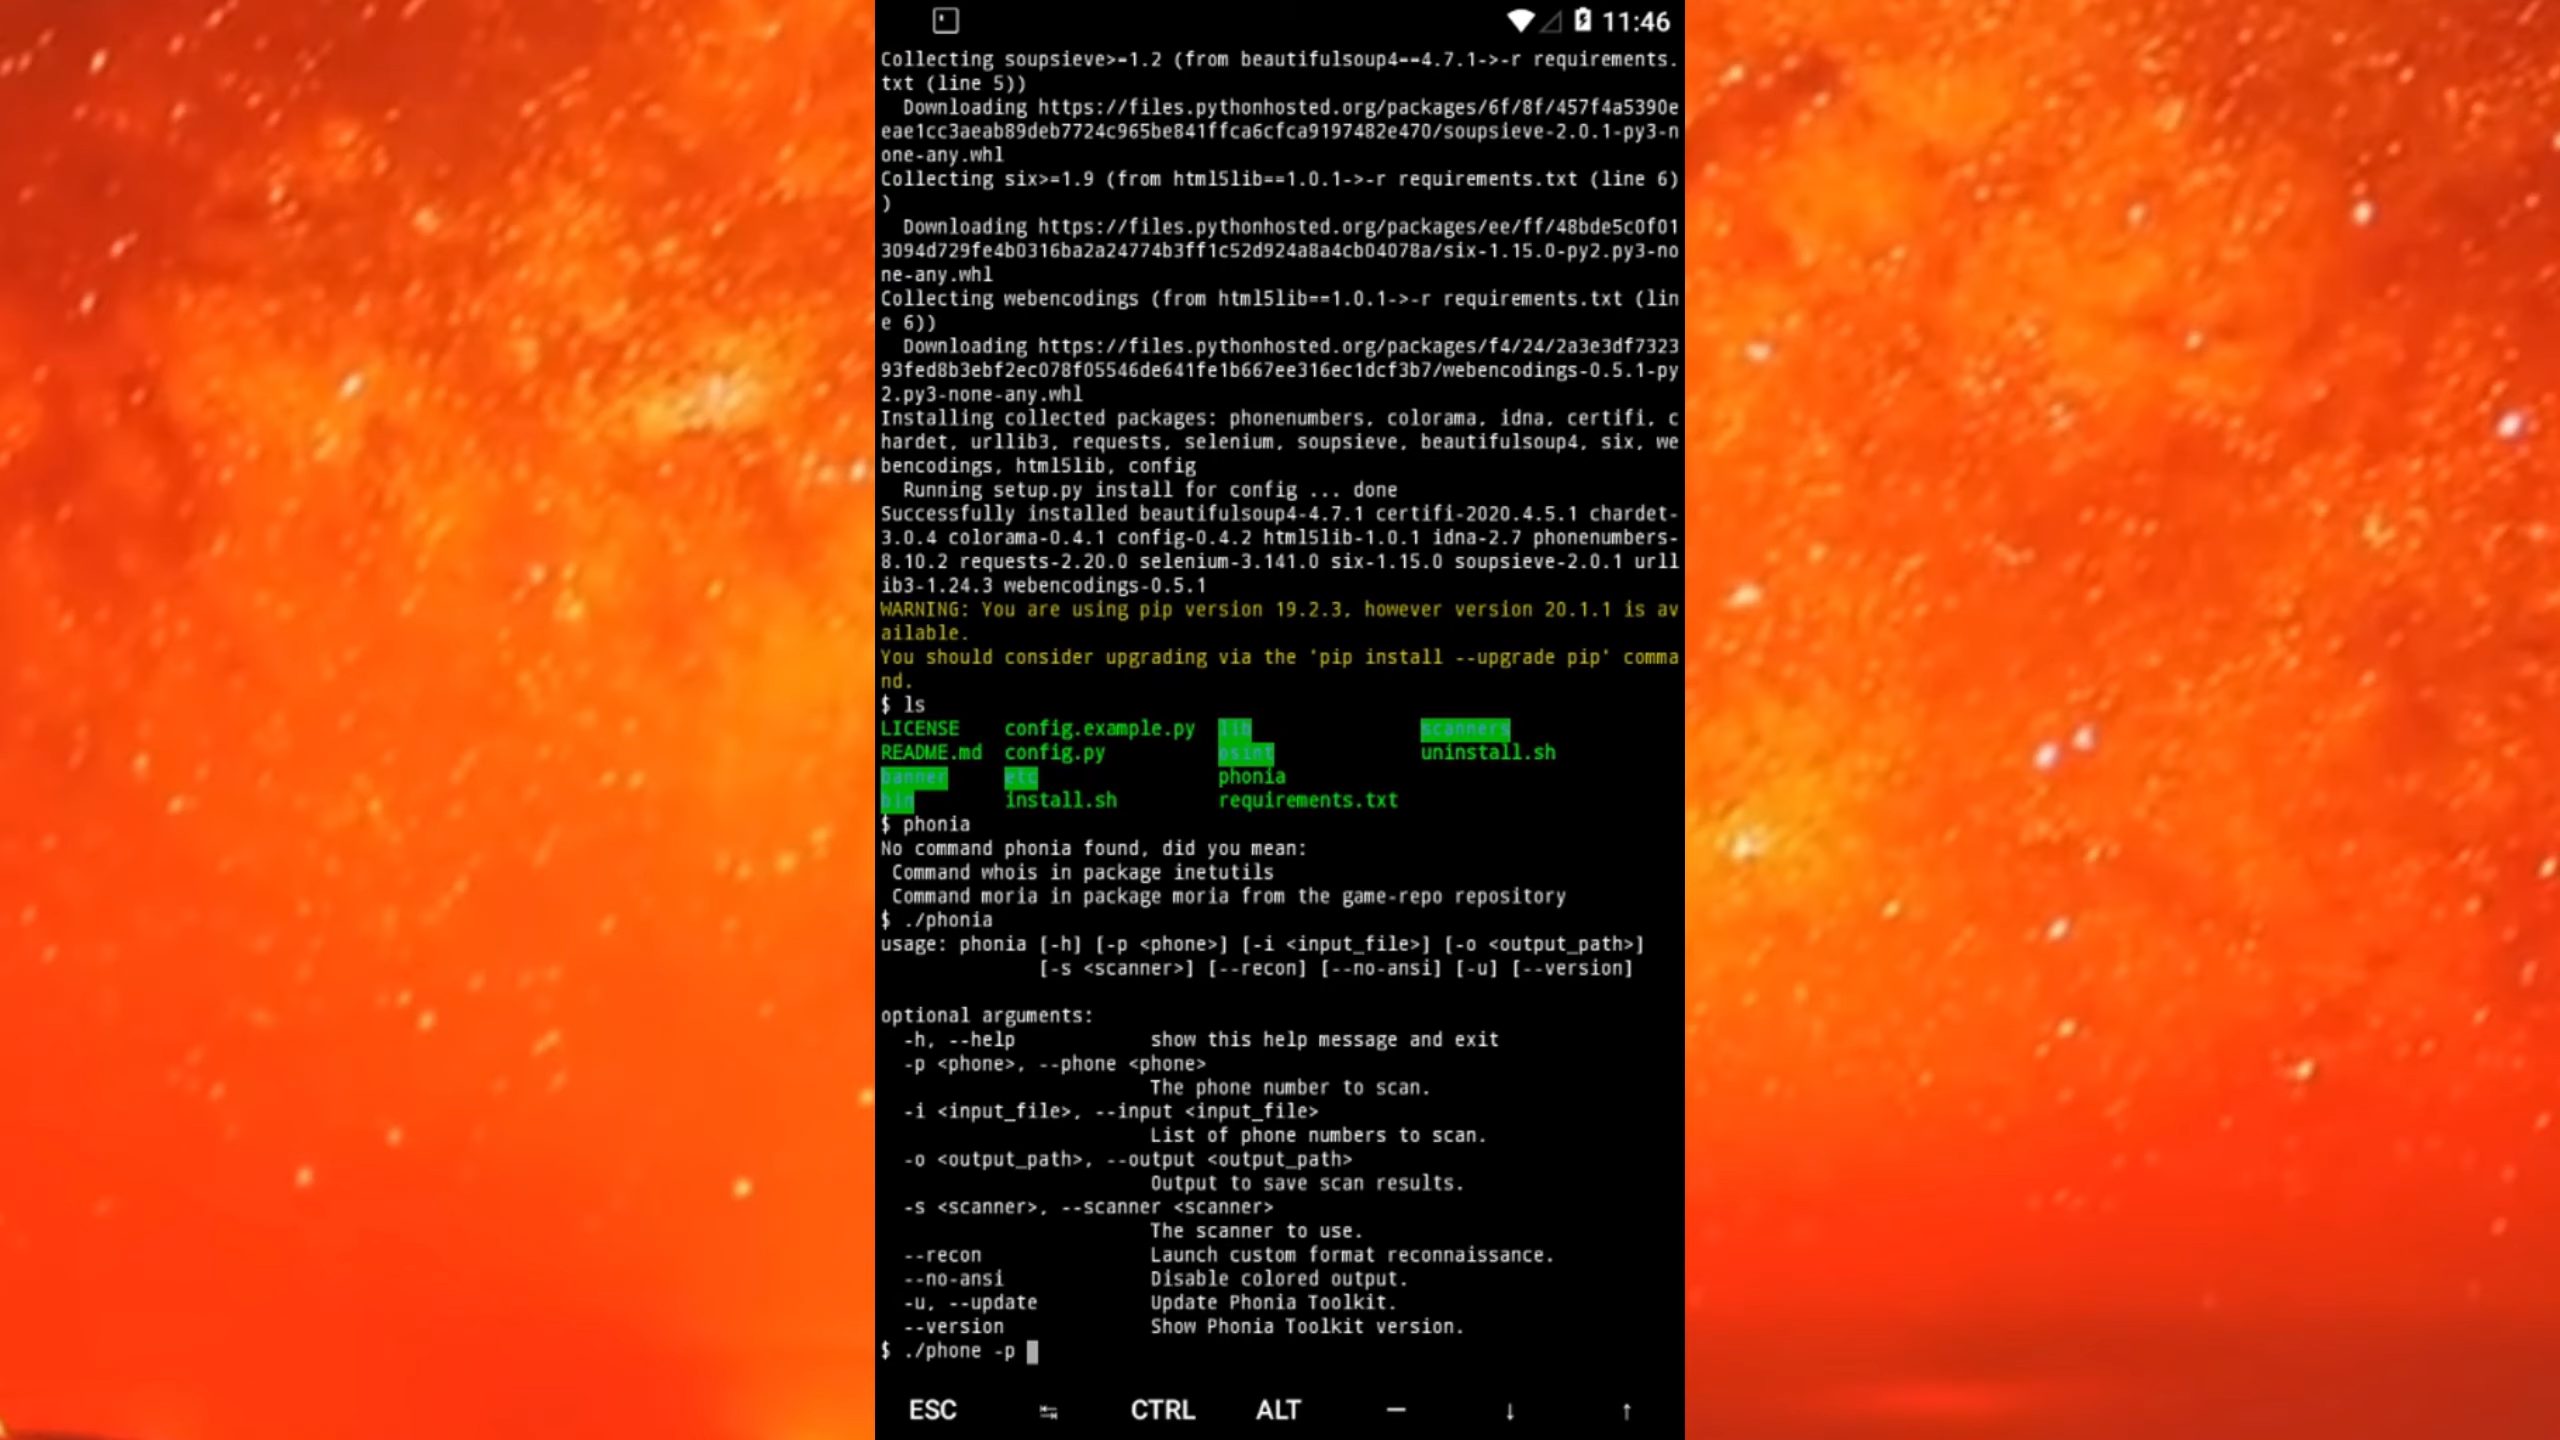 11:46
Collecting soupsieve>=1.2 (from beautifulsoup4==4.7.1->-r requirements.
txt (line 5))
  Downloading https://files.pythonhosted.org/packages/6f/8f/457f4a5390e
eae1cc3aeab89deb7724c965be841ffca6cfca9197482e470/soupsieve-2.0.1-py3-n
one-any.whl
Collecting six>=1.9 (from html5lib==1.0.1->-r requirements.txt (line 6)
)
  Downloading https://files.pythonhosted.org/packages/ee/ff/48bde5c0f01
3094d729fe4b0316ba2a24774b3ff1c52d924a8a4cb04078a/six-1.15.0-py2.py3-no
ne-any.whl
Collecting webencodings (from html5lib==1.0.1->-r requirements.txt (lin
e 6))
  Downloading https://files.pythonhosted.org/packages/f4/24/2a3e3df7323
93fed8b3ebf2ec078f05546de641fe1b667ee316ec1dcf3b7/webencodings-0.5.1-py
2.py3-none-any.whl
Installing collected packages: phonenumbers, colorama, idna, certifi, c
hardet, urllib3, requests, selenium, soupsieve, beautifulsoup4, six, we
bencodings, html5lib, config
  Running setup.py install for config ... done
Successfully installed beautifulsoup4-4.7.1 certifi-2020.4.5.1 chardet-
3.0.4 colorama-0.4.1 config-0.4.2 html5lib-1.0.1 idna-2.7 phonenumbers-
8.10.2 requests-2.20.0 selenium-3.141.0 six-1.15.0 soupsieve-2.0.1 urll
ib3-1.24.3 webencodings-0.5.1
WARNING: You are using pip version 19.2.3, however version 20.1.1 is av
ailable.
You should consider upgrading via the 'pip install --upgrade pip' comma
nd.
$ ls
LICENSE    config.example.py  lib               scanners
README.md  config.py          osint             uninstall.sh
banner     etc                phonia
bin        install.sh         requirements.txt
$ phonia
No command phonia found, did you mean:
 Command whois in package inetutils
 Command moria in package moria from the game-repo repository
$ ./phonia
usage: phonia [-h] [-p <phone>] [-i <input_file>] [-o <output_path>]
              [-s <scanner>] [--recon] [--no-ansi] [-u] [--version]
optional arguments:
  -h, --help            show this help message and exit
  -p <phone>, --phone <phone>
                        The phone number to scan.
  -i <input_file>, --input <input_file>
                        List of phone numbers to scan.
  -o <output_path>, --output <output_path>
                        Output to save scan results.
  -s <scanner>, --scanner <scanner>
                        The scanner to use.
  --recon               Launch custom format reconnaissance.
  --no-ansi             Disable colored output.
  -u, --update          Update Phonia Toolkit.
  --version             Show Phonia Toolkit version.
$ ./phone -p
ESC ⇆ CTRL ALT — ↓ ↑